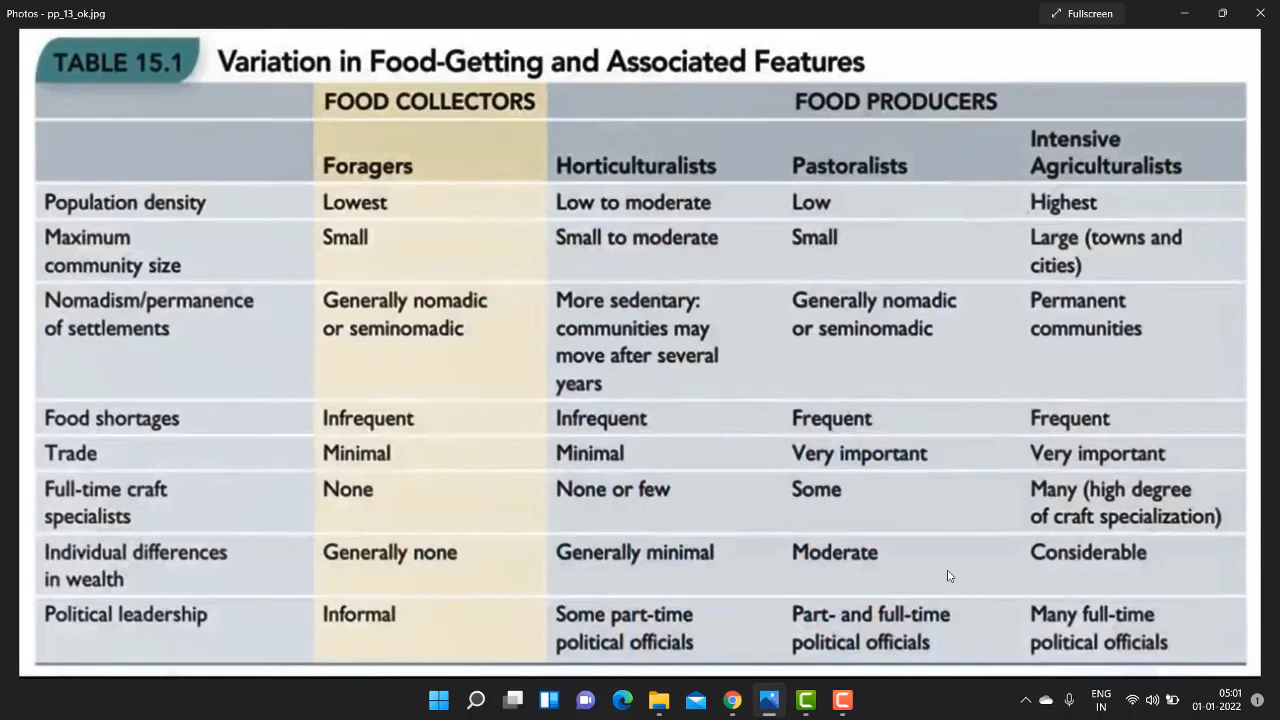 Photos - pp_13_ok.jpg
Fullscreen
TABLE 15.1 Variation in Food-Getting and Associated Features
FOOD COLLECTORS FOOD PRODUCERS
Foragers Horticulturalists Pastoralists Intensive
Agriculturalists
Population density Lowest Low to moderate Low Highest
Maximum Small Small to moderate Small Large (towns and
community size cities)
Nomadism/permanence Generally nomadic More sedentary: Generally nomadic Permanent
of settlements or seminomadic communities may or seminomadic communities
move after several
years
Food shortages Infrequent Infrequent Frequent Frequent
Trade Minimal Minimal Very important Very important
Full-time craft None None or few Some Many (high degree
specialists of craft specialization)
Individual differences Generally none Generally minimal Moderate Considerable
in wealth
Political leadership Informal Some part-time Part- and full-time Many full-time
political officials political officials political officials
ENG 05:01
IN 01-01-2022 1